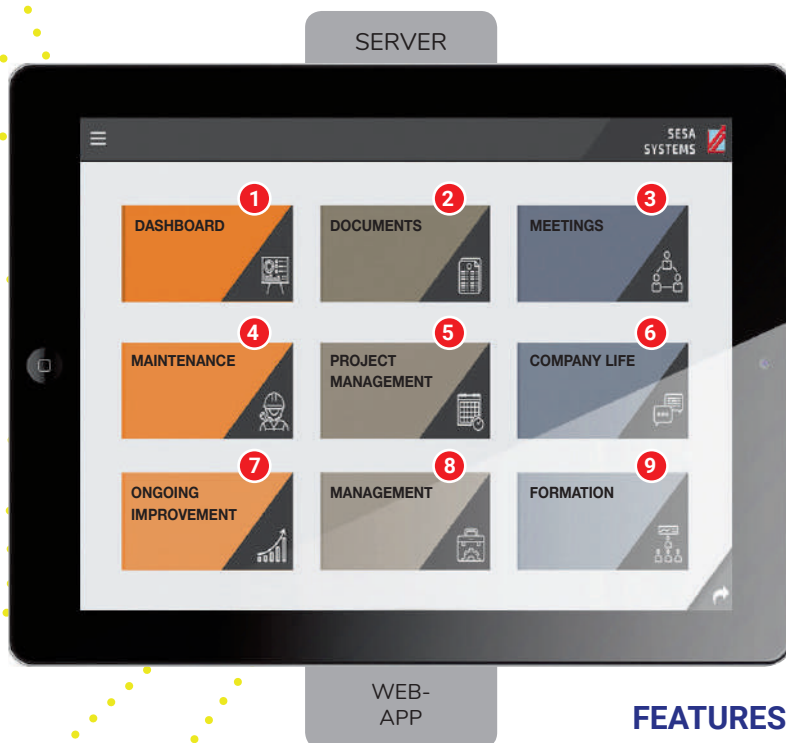 SERVER
SESA
SYSTEMS
1
2
3
DASHBOARD
DOCUMENTS
MEETINGS
4
5
6
MAINTENANCE
PROJECT
MANAGEMENT
COMPANY LIFE
7
8
9
ONGOING
IMPROVEMENT
MANAGEMENT
FORMATION
WEB-
APP
FEATURES